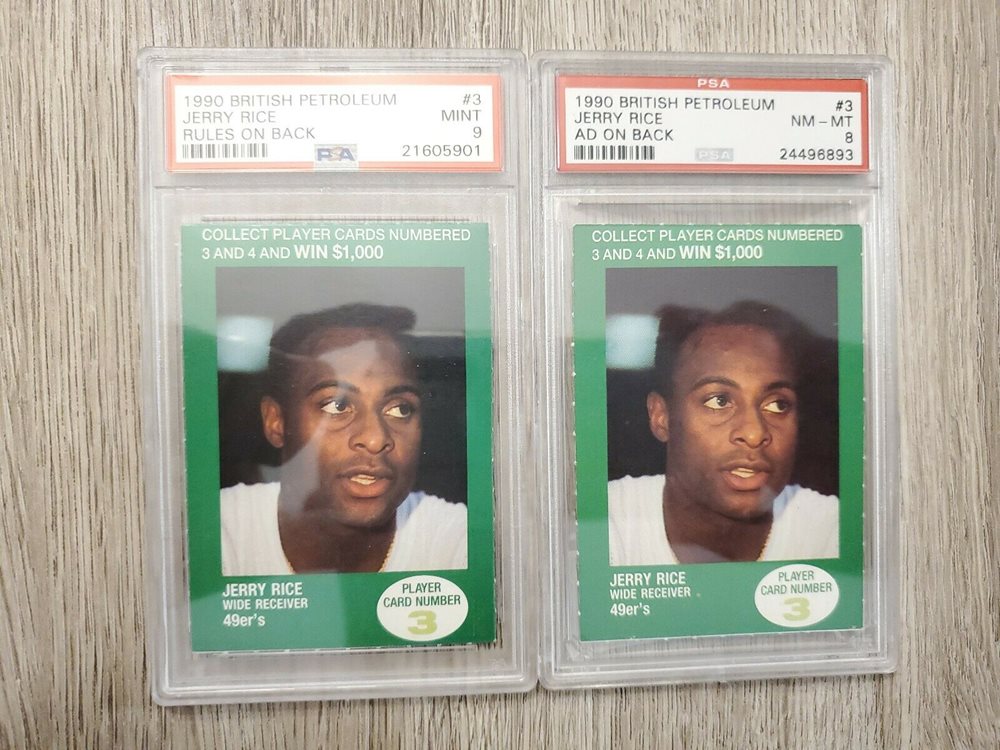 1990 BRITISH PETROLEUM #3
JERRY RICE MINT
RULES ON BACK 9
PSA 21605901
COLLECT PLAYER CARDS NUMBERED
3 AND 4 AND WIN $1,000
JERRY RICE
WIDE RECEIVER
49er's
PLAYER
CARD NUMBER
3
PSA
1990 BRITISH PETROLEUM #3
JERRY RICE NM – MT
AD ON BACK 8
PSA 24496893
COLLECT PLAYER CARDS NUMBERED
3 AND 4 AND WIN $1,000
JERRY RICE
WIDE RECEIVER
49er's
PLAYER
CARD NUMBER
3